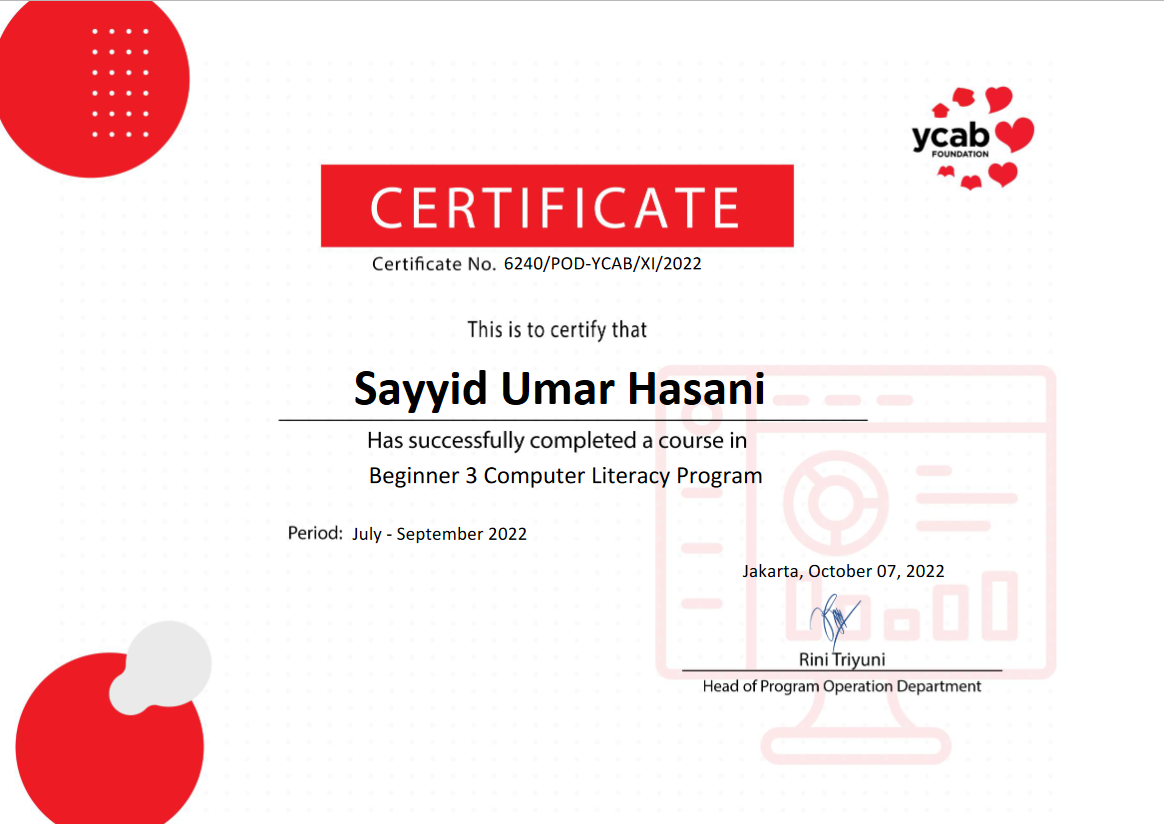 ycab
FOUNDATION
CERTIFICATE
Certificate No. 6240/POD-YCAB/XI/2022
This is to certify that
Sayyid Umar Hasani
Has successfully completed a course in
Beginner 3 Computer Literacy Program
Period: July - September 2022
Jakarta, October 07, 2022
Rini Triyuni
Head of Program Operation Department